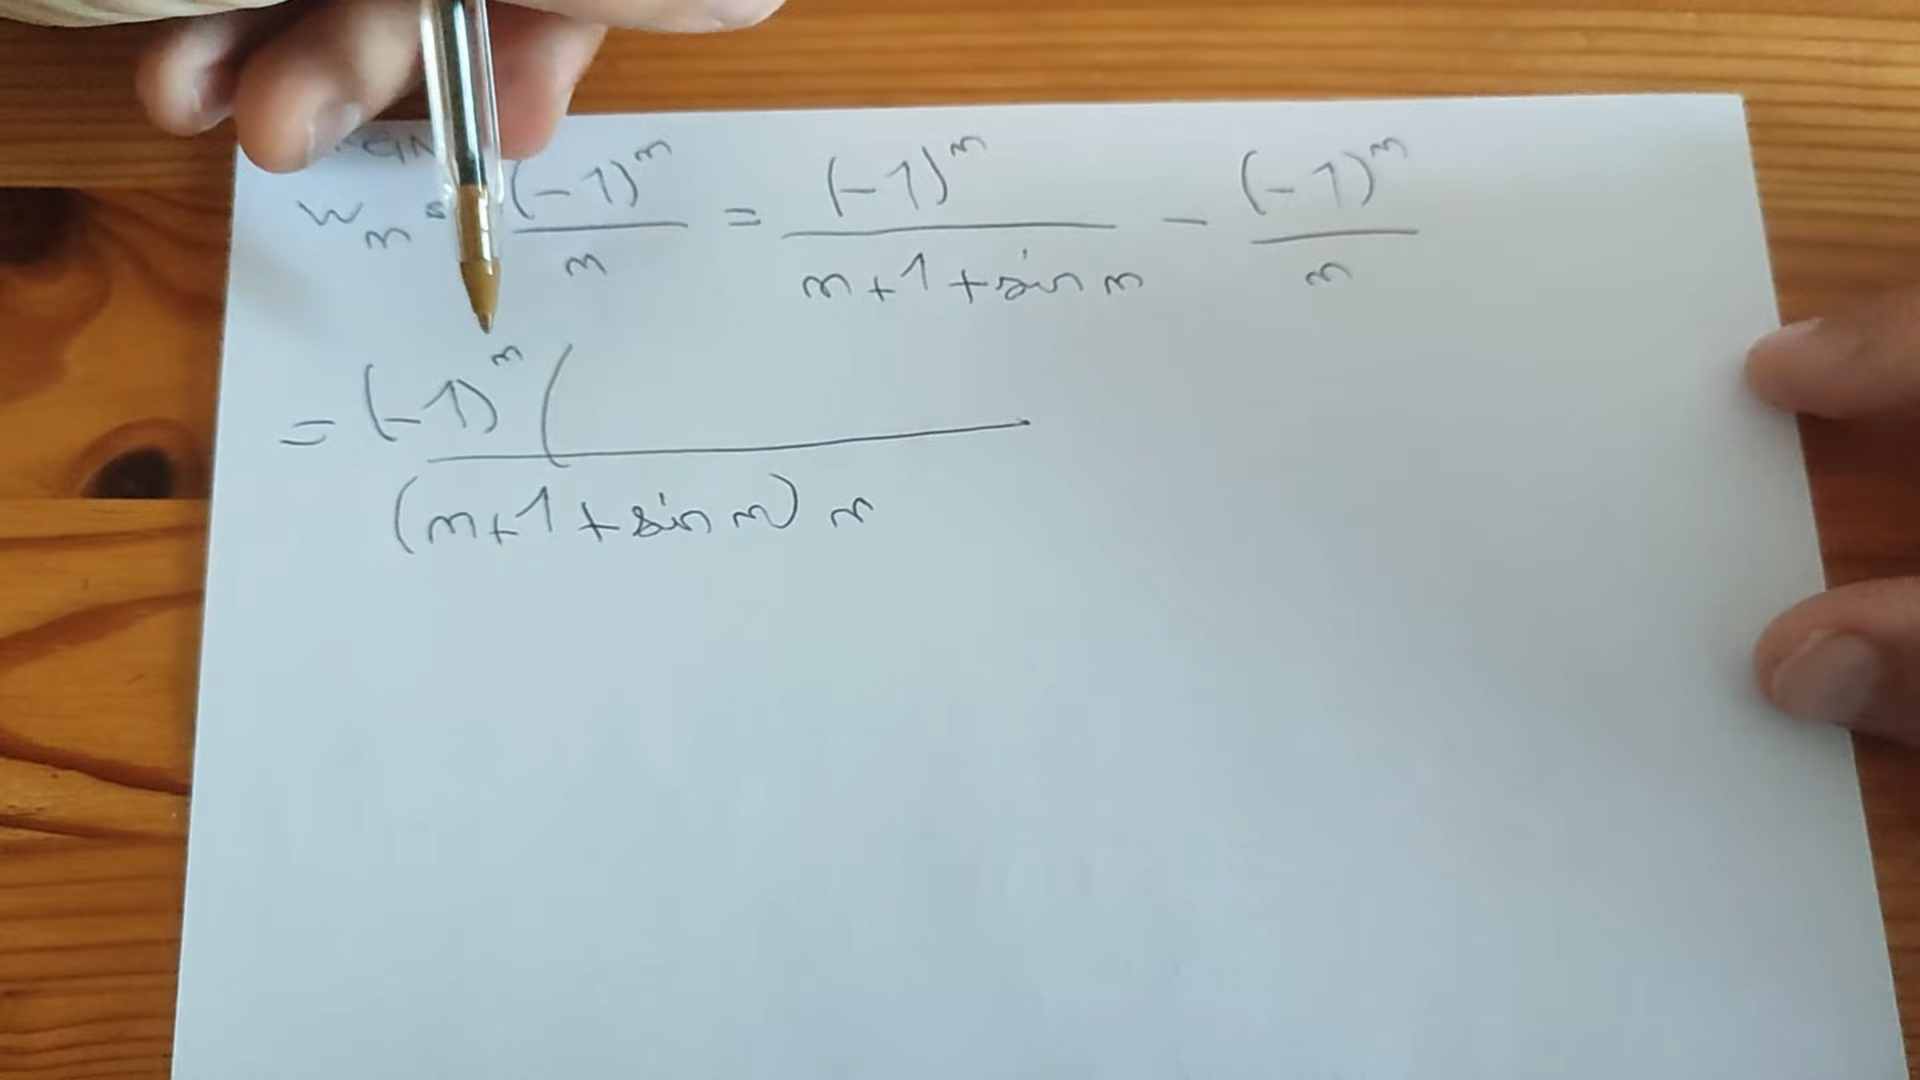 w_n (-1)^n / n = (-1)^n / (n+1+sin n) - (-1)^n / n
= (-1)^n ( / (n+1+sin n) n